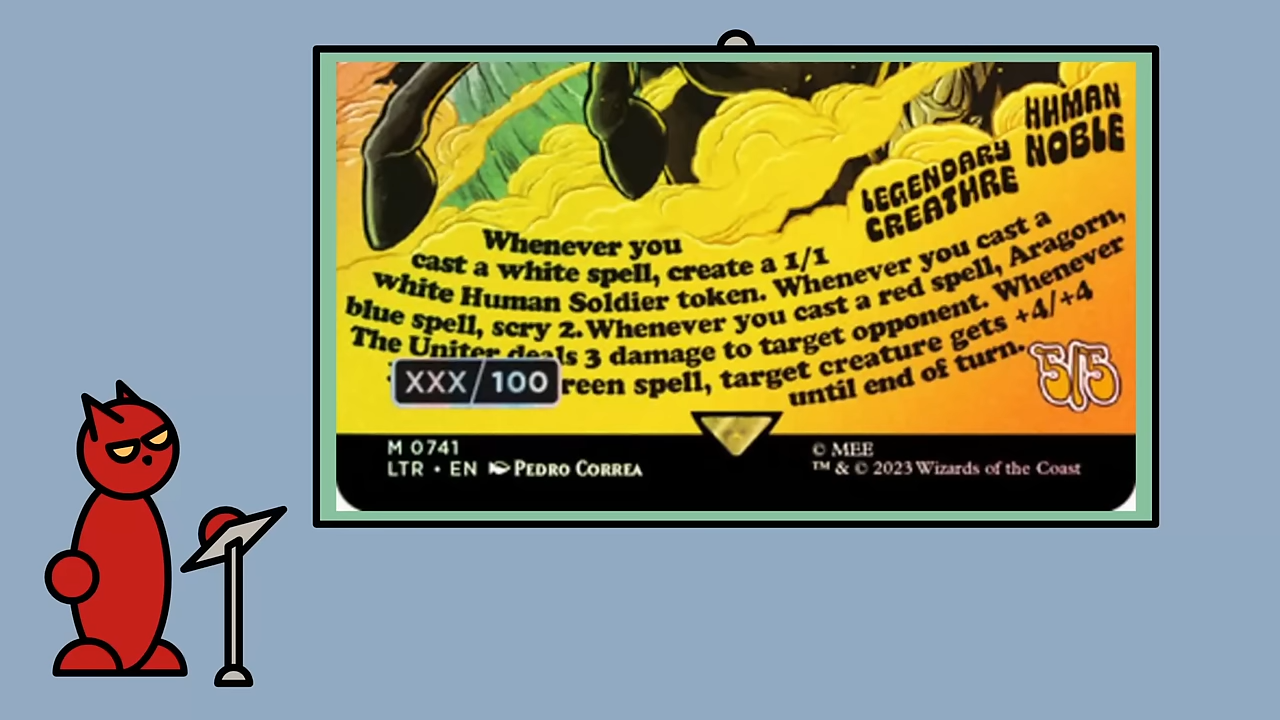 HUMAN
NOBLE
LEGENDARY
CREATURE
Whenever you
cast a white spell, create a 1/1
white Human Soldier token. Whenever you cast a
blue spell, scry 2. Whenever you cast a red spell, Aragorn,
The Uniter deals 3 damage to target opponent. Whenever
reen spell, target creature gets +4/+4
until end of turn.
5/5
XXX/100
M 0741
LTR • EN PEDRO CORREA
© MEE
™ & © 2023 Wizards of the Coast